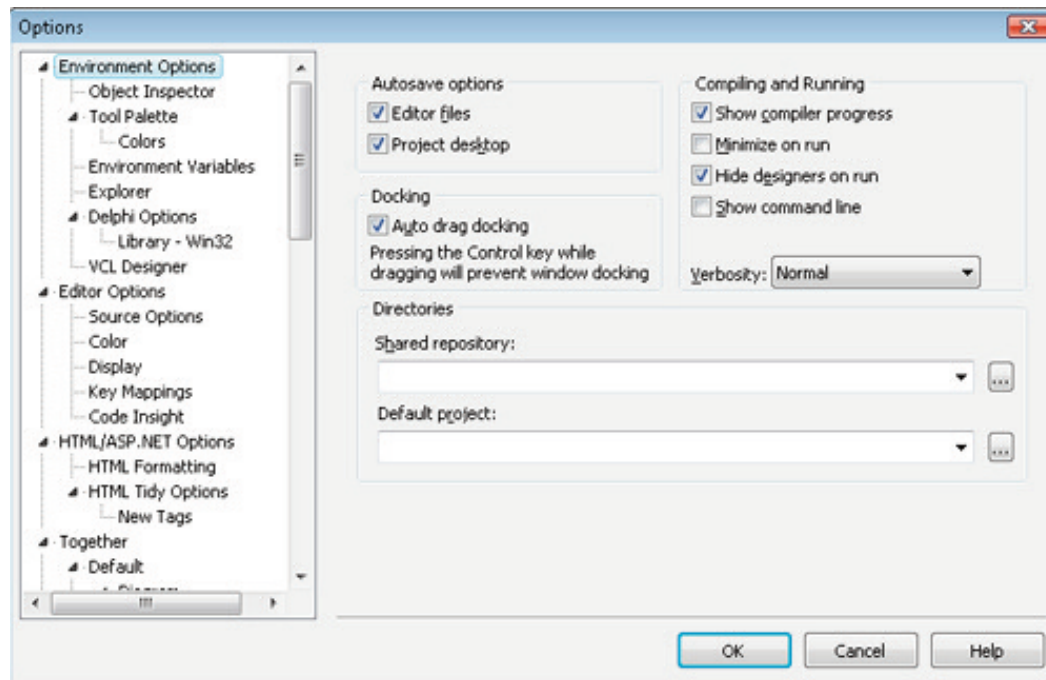 Options
Environment Options
Object Inspector
Tool Palette
Colors
Environment Variables
Explorer
Delphi Options
Library - Win32
VCL Designer
Editor Options
Source Options
Color
Display
Key Mappings
Code Insight
HTML/ASP.NET Options
HTML Formatting
HTML Tidy Options
New Tags
Together
Default
Autosave options
Editor files
Project desktop
Docking
Auto drag docking
Pressing the Control key while
dragging will prevent window docking
Compiling and Running
Show compiler progress
Minimize on run
Hide designers on run
Show command line
Verbosity: Normal
Directories
Shared repository:
...
Default project:
...
OK
Cancel
Help